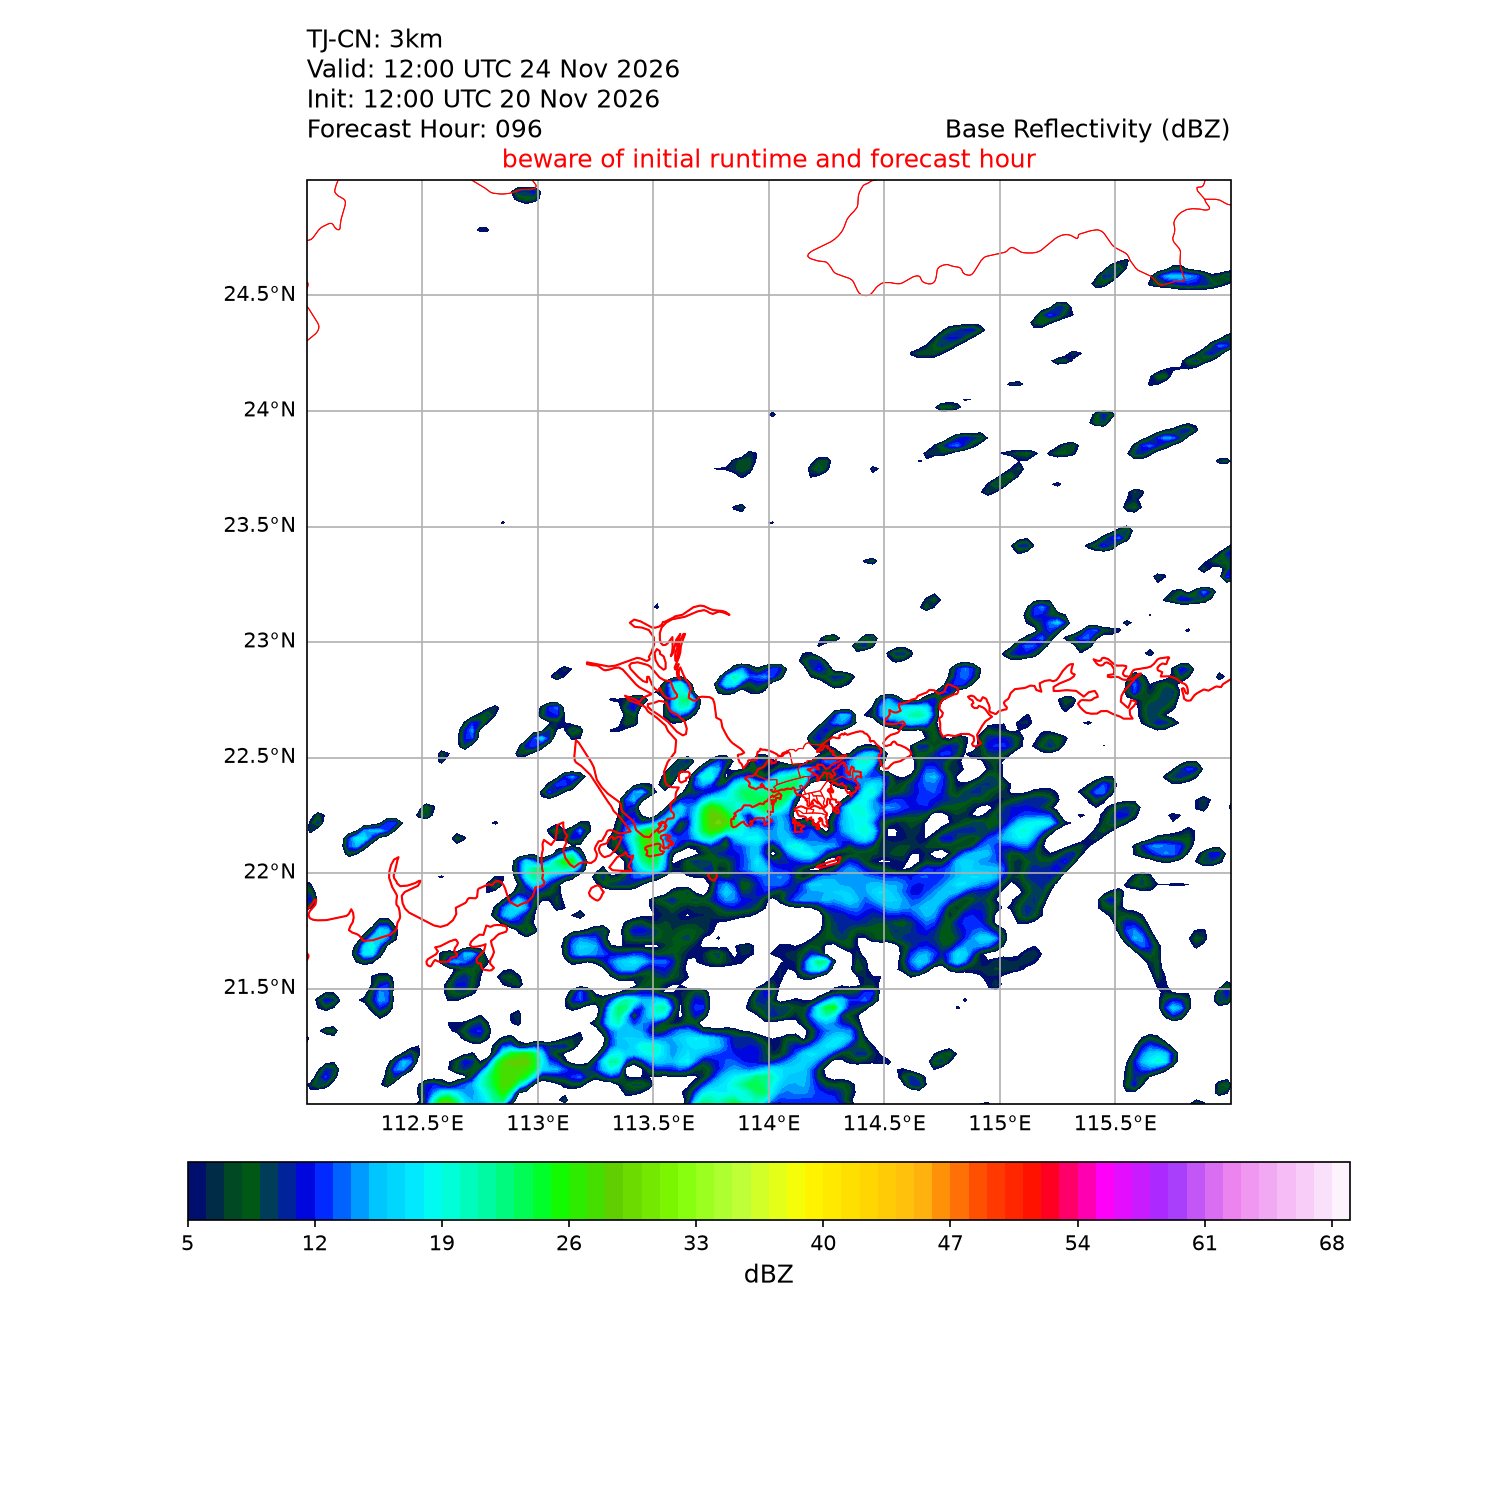 TJ-CN: 3km
Valid: 12:00 UTC 24 Nov 2026
Init: 12:00 UTC 20 Nov 2026
Forecast Hour: 096
Base Reflectivity (dBZ)
beware of initial runtime and forecast hour
24.5°N
24°N
23.5°N
23°N
22.5°N
22°N
21.5°N
112.5°E 113°E 113.5°E 114°E 114.5°E 115°E 115.5°E
5 12 19 26 33 40 47 54 61 68
dBZ